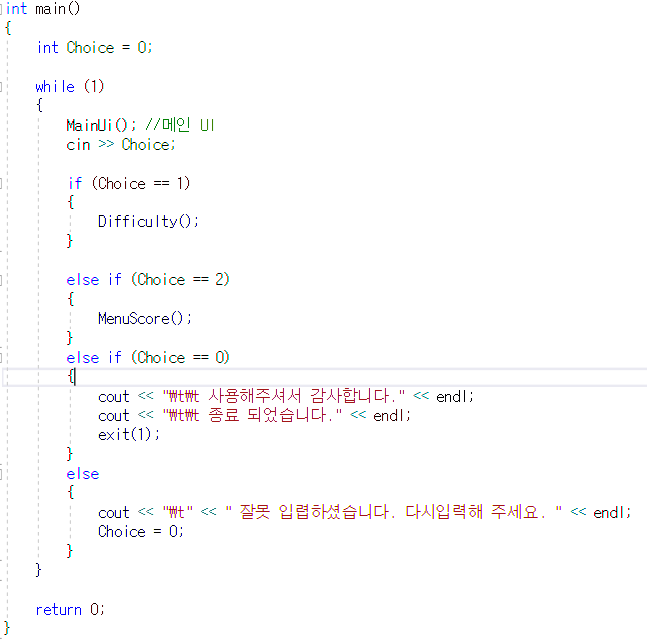 int main()
{
int Choice = 0;
while (1)
{
MainUi(); //메인 UI
cin >> Choice;
if (Choice == 1)
{
Difficulty();
}
else if (Choice == 2)
{
MenuScore();
}
else if (Choice == 0)
{
cout << "₩t₩t 사용해주셔서 감사합니다." << endl;
cout << "₩t₩t 종료 되었습니다." << endl;
exit(1);
}
else
{
cout << "₩t" << " 잘못 입렵하셨습니다. 다시입력해 주세요. " << endl;
Choice = 0;
}
}
return 0;
}